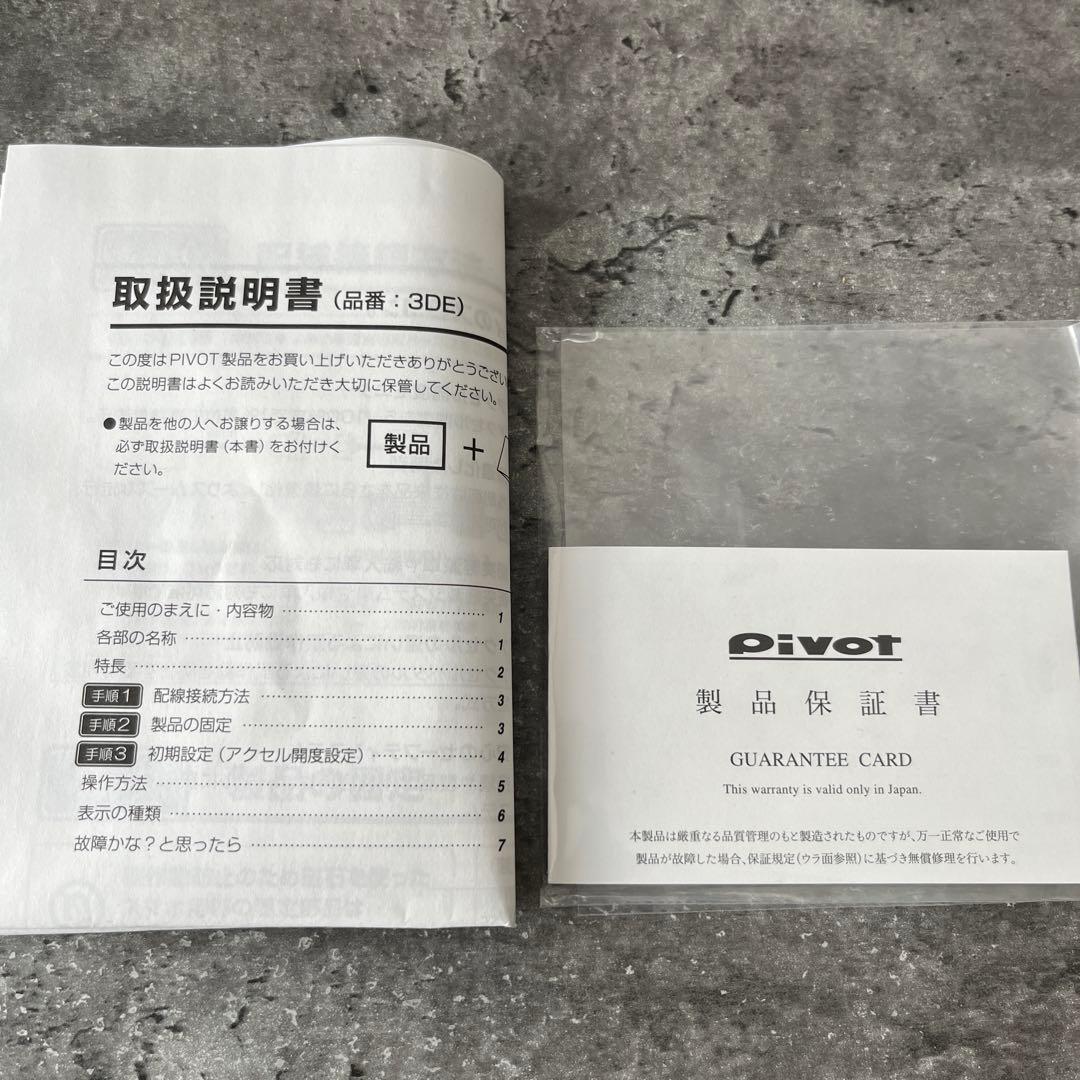 取扱説明書(品番:3DE)
この度はPIVOT製品をお買い上げいただきありがとうござい
この説明書はよくお読みいただき大切に保管してください。
●製品を他の人へお譲りする場合は、
必ず取扱説明書(本書)をお付けく
ださい。
製品 +
目次
ご使用のまえに・内容物 1
各部の名称 1
特長 2
手順1 配線接続方法 3
手順2 製品の固定 3
手順3 初期設定(アクセル開度設定) 4
操作方法 5
表示の種類 6
故障かな?と思ったら 7
Pivot
製品保証書
GUARANTEE CARD
This warranty is valid only in Japan.
本製品は厳重なる品質管理のもと製造されたものですが、万一正常なご使用で
製品が故障した場合、保証規定(ウラ面参照)に基づき無償修理を行います。